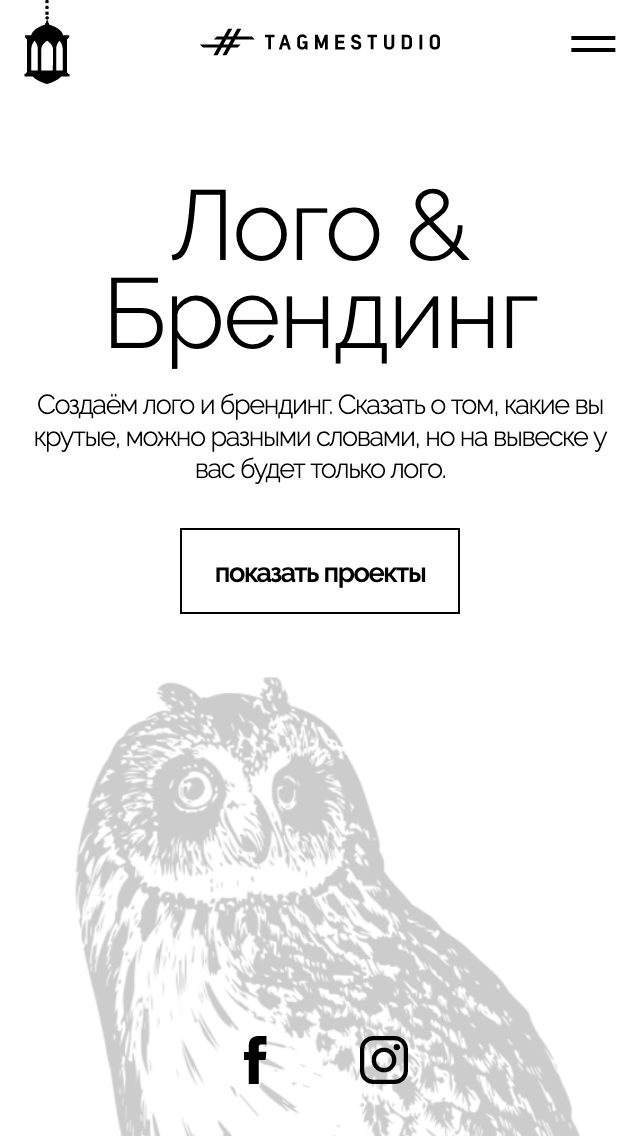 TAGMESTUDIO
Лого &
Брендинг
Создаём лого и брендинг. Сказать о том, какие вы
крутые, можно разными словами, но на вывеске у
вас будет только лого.
показать проекты